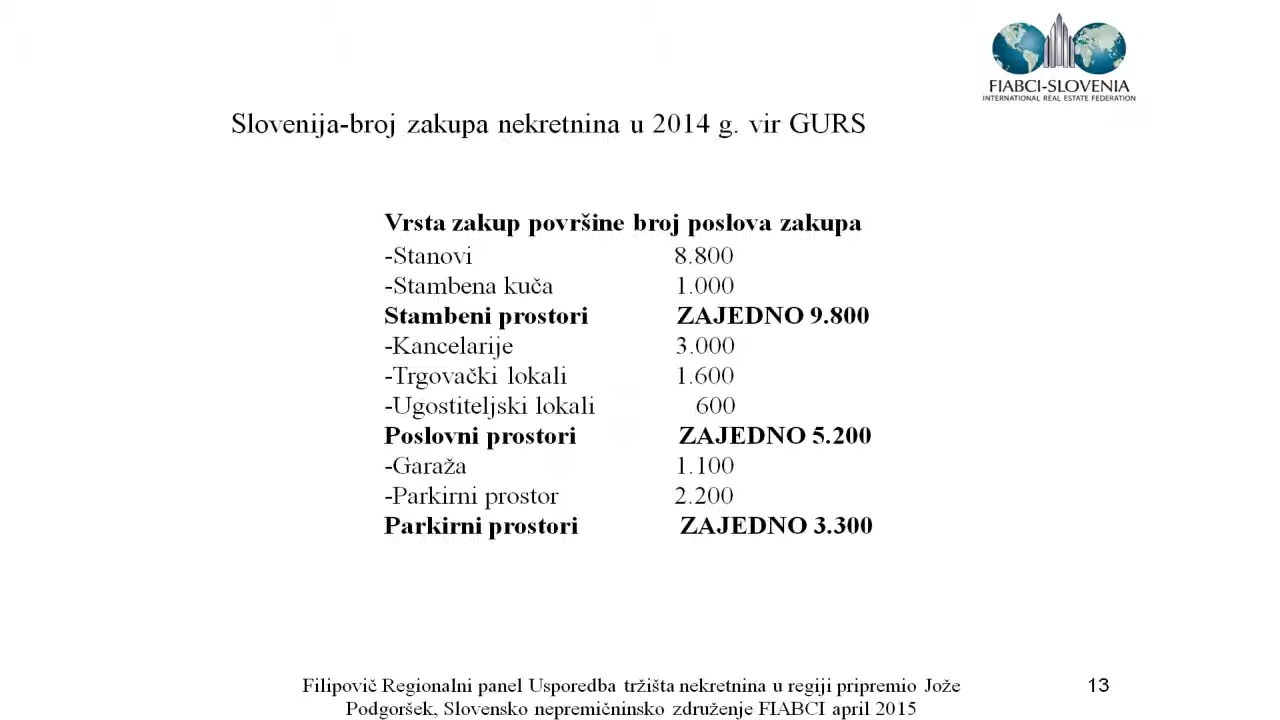 FIABCI-SLOVENIA
INTERNATIONAL REAL ESTATE FEDERATION
Slovenija-broj zakupa nekretnina u 2014 g. vir GURS
Vrsta zakup površine broj poslova zakupa
-Stanovi 8.800
-Stambena kuča 1.000
Stambeni prostori ZAJEDNO 9.800
-Kancelarije 3.000
-Trgovački lokali 1.600
-Ugostiteljski lokali 600
Poslovni prostori ZAJEDNO 5.200
-Garaža 1.100
-Parkirni prostor 2.200
Parkirni prostori ZAJEDNO 3.300
Filipovič Regionalni panel Usporedba tržišta nekretnina u regiji pripremio Jože
Podgoršek, Slovensko nepremičninsko združenje FIABCI april 2015
13